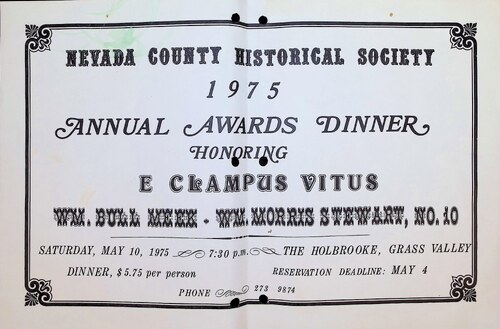 NEVADA COUNTY HISTORICAL SOCIETY
1975
ANNUAL AWARDS DINNER
HONORING
E CLAMPUS VITUS
WM. BULL MEEK - WM. MORRIS STEWART, NO. 10
SATURDAY, MAY 10, 1975 7:30 p.m. THE HOLBROOKE, GRASS VALLEY
DINNER, $5.75 per person RESERVATION DEADLINE: MAY 4
PHONE 273 9874